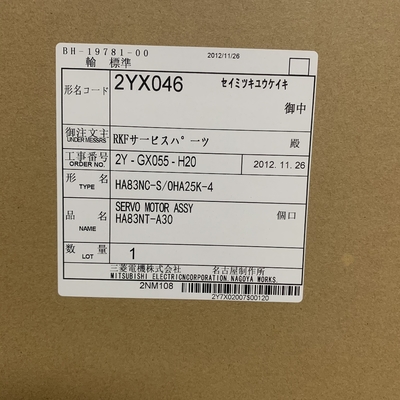 BH-19781-00
2012/11/26
輸 標準
形名コード 2YX046 セイミツキユウケイキ
御中
御注文主 RKFサービスパーツ 殿
UNDER MESSRS
工事番号 2Y-GX055-H20 2012.11.26
ORDER NO.
形 名 HA83NC-S/OHA25K-4
TYPE
品 名 SERVO MOTOR ASSY 個口
NAME HA83NT-A30
数 量 1
LOT
三菱電機株式会社 名古屋製作所
MITSUBISHI ELECTRICNCORPORATION NAGOYA WORKS.
2NM108
2Y7X02007500120